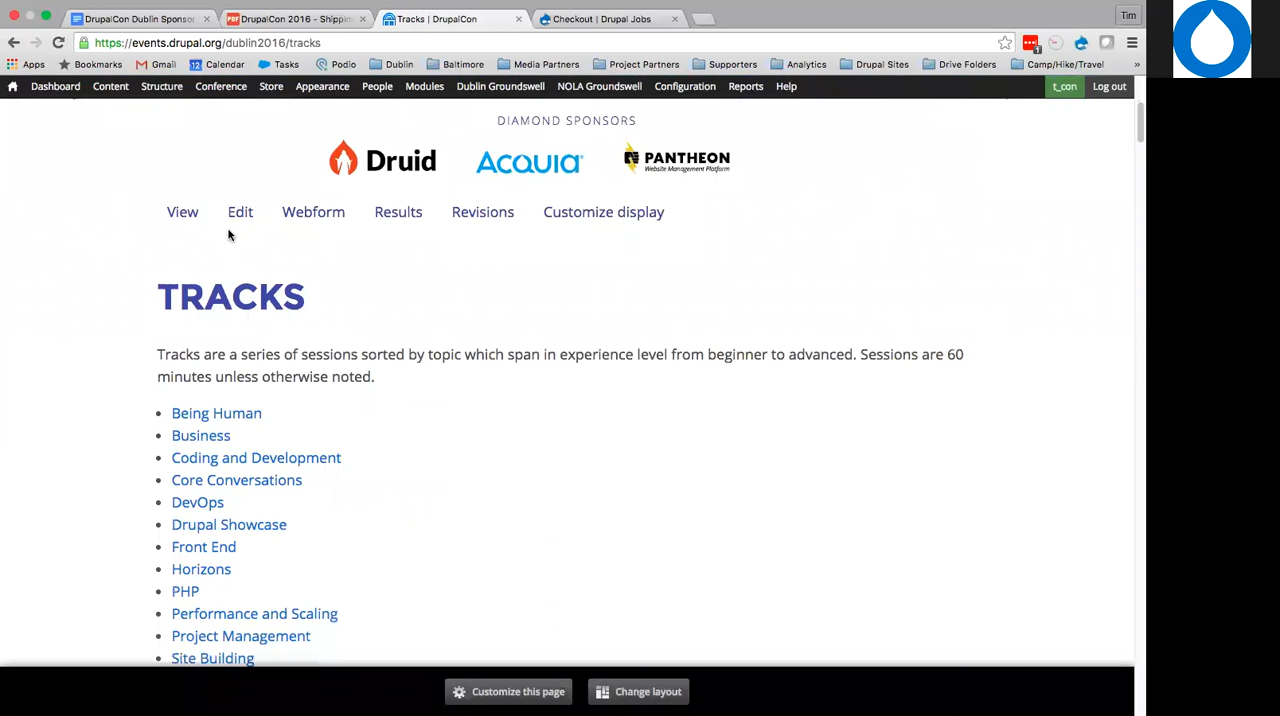 DrupalCon Dublin Sponsor
DrupalCon 2016 - Shippin
Tracks | DrupalCon
Checkout | Drupal Jobs
Tim
https://events.drupal.org/dublin2016/tracks
1
Apps Bookmarks Gmail 12 Calendar Tasks Podio Dublin Baltimore Media Partners Project Partners Supporters Analytics Drupal Sites Drive Folders Camp/Hike/Travel »
Dashboard Content Structure Conference Store Appearance People Modules Dublin Groundswell NOLA Groundswell Configuration Reports Help t_con Log out
DIAMOND SPONSORS
Druid ACQUIA PANTHEON
Website Management Platform
View Edit Webform Results Revisions Customize display
TRACKS
Tracks are a series of sessions sorted by topic which span in experience level from beginner to advanced. Sessions are 60
minutes unless otherwise noted.
• Being Human
• Business
• Coding and Development
• Core Conversations
• DevOps
• Drupal Showcase
• Front End
• Horizons
• PHP
• Performance and Scaling
• Project Management
• Site Building
Customize this page Change layout